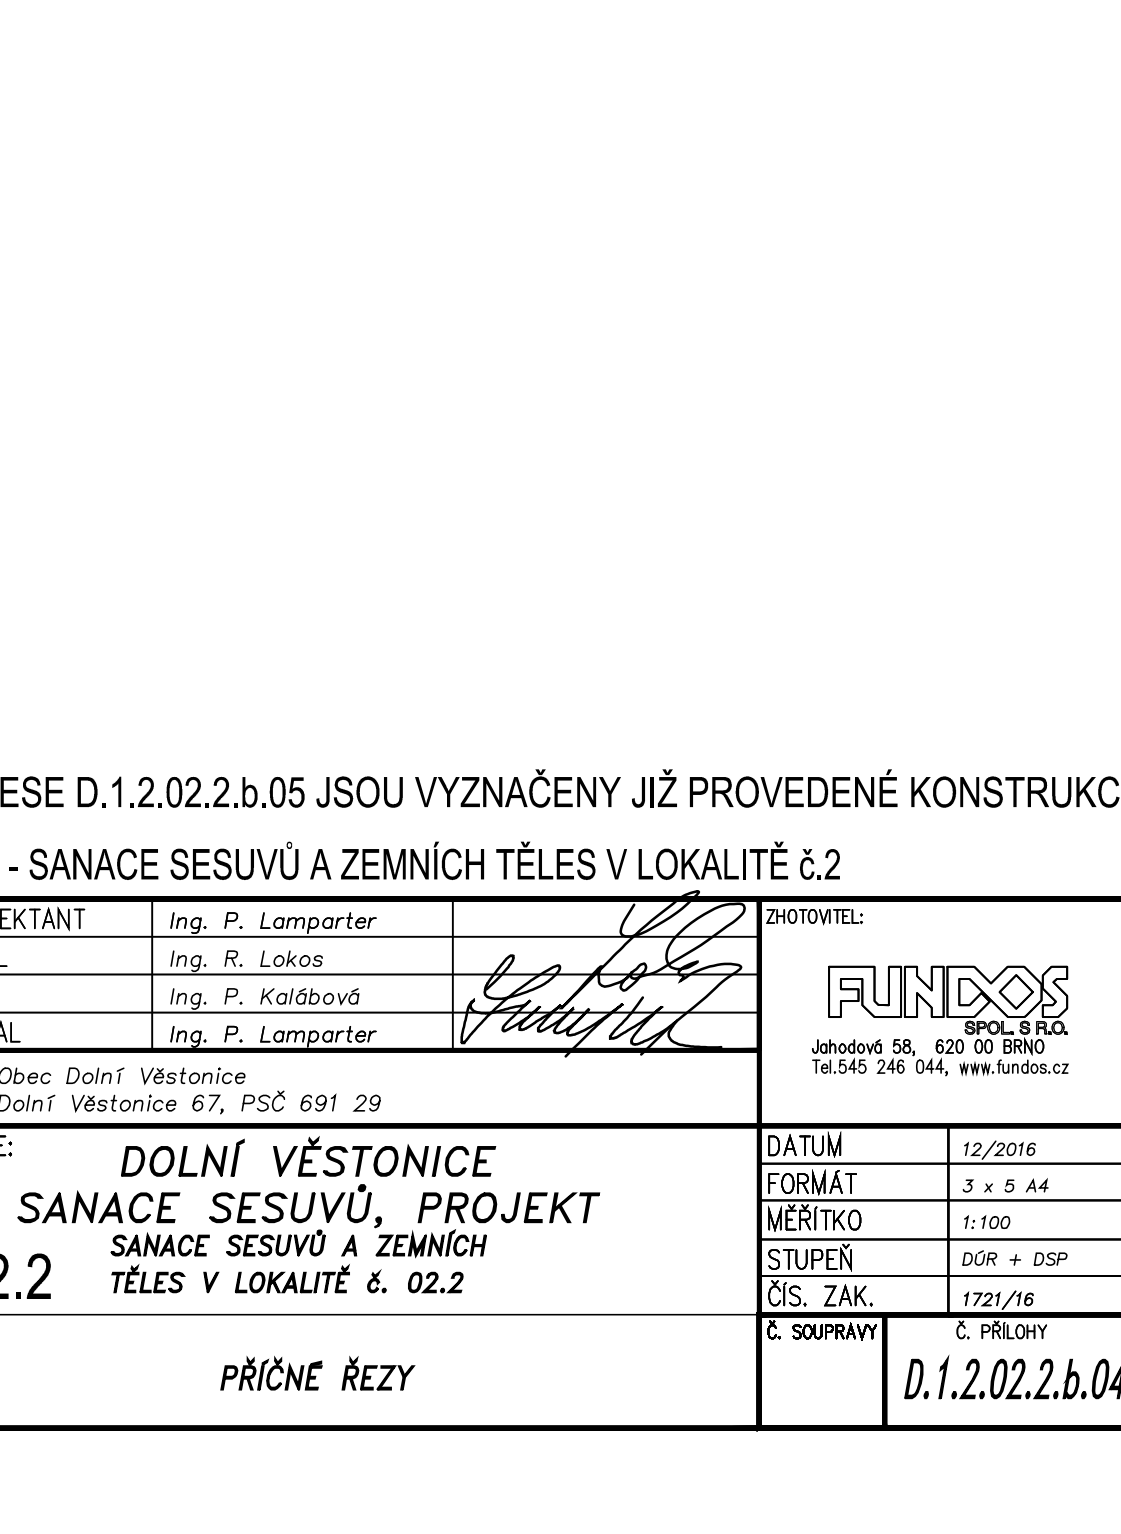 ESE D.1.2.02.2.b.05 JSOU VYZNAČENY JIŽ PROVEDENÉ KONSTRUKC
- SANACE SESUVŮ A ZEMNÍCH TĚLES V LOKALITĚ č.2
EKTANT Ing. P. Lamparter
L Ing. R. Lokos
Ing. P. Kalábová
AL Ing. P. Lamparter
Obec Dolní Věstonice
Dolní Věstonice 67, PSČ 691 29
ZHOTOVITEL:
FUNDOS
SPOL. S R.O.
Jahodová 58, 620 00 BRNO
Tel.545 246 044, www.fundos.cz
E:
DOLNÍ VĚSTONICE
SANACE SESUVŮ, PROJEKT
SANACE SESUVŮ A ZEMNÍCH
2.2 TĚLES V LOKALITĚ č. 02.2
PŘÍČNÉ ŘEZY
DATUM 12/2016
FORMÁT 3 x 5 A4
MĚŘÍTKO 1:100
STUPEŇ DÚR + DSP
ČÍS. ZAK. 1721/16
Č. SOUPRAVY
Č. PŘÍLOHY
D.1.2.02.2.b.04